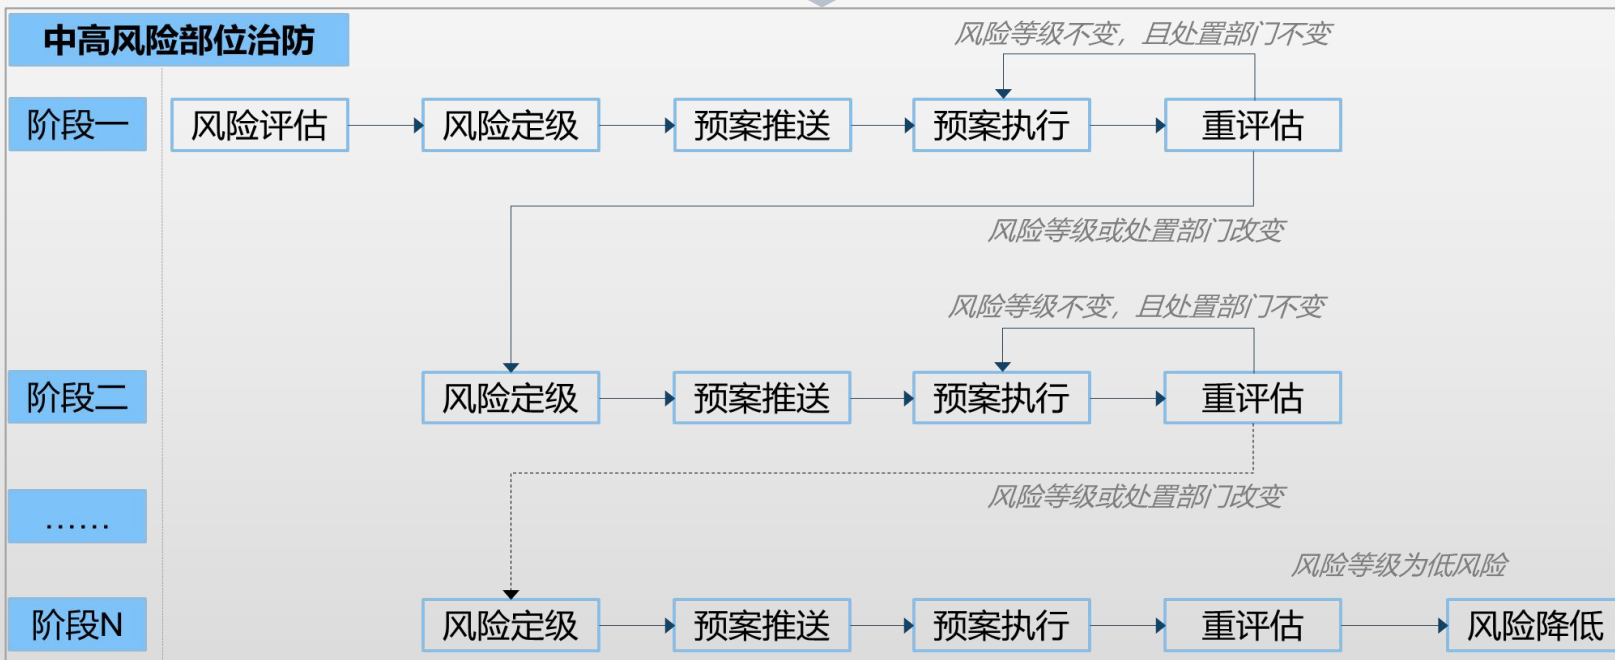 中高风险部位治防
风险等级不变，且处置部门不变
阶段一
风险评估
风险定级
预案推送
预案执行
重评估
风险等级或处置部门改变
风险等级不变，且处置部门不变
阶段二
风险定级
预案推送
预案执行
重评估
风险等级或处置部门改变
……
风险等级为低风险
阶段N
风险定级
预案推送
预案执行
重评估
风险降低